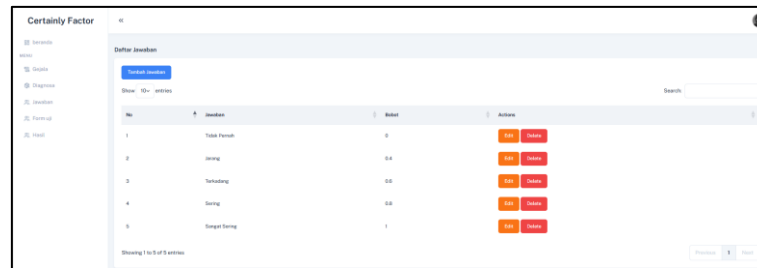 Certainly Factor
«
beranda
MENU
Gejala
Diagnosa
Jawaban
Form uji
Hasil
Daftar Jawaban
Tambah Jawaban
Show 10 entries
Search:
No Jawaban Bobot Actions
1 Tidak Pernah 0 Edit Delete
2 Jarang 0.4 Edit Delete
3 Terkadang 0.6 Edit Delete
4 Sering 0.8 Edit Delete
5 Sangat Sering 1 Edit Delete
Showing 1 to 5 of 5 entries
Previous 1 Next